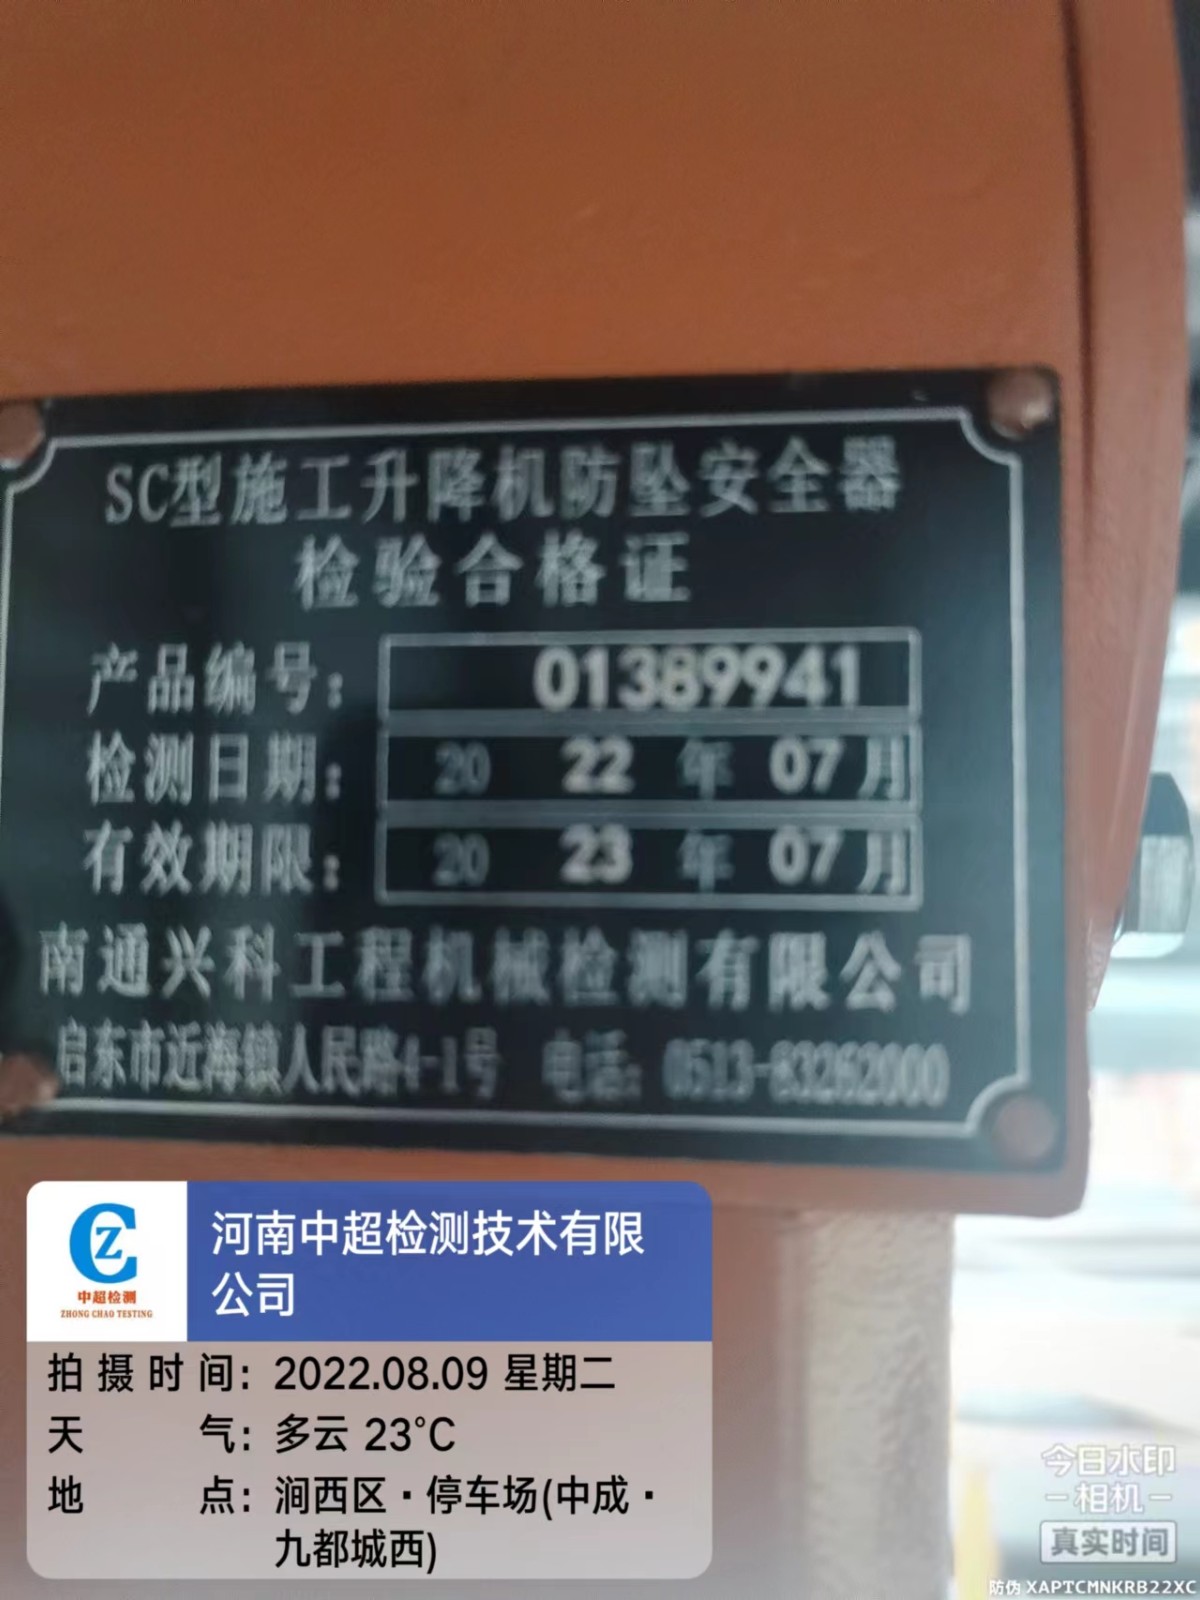 SC型施工升降机防坠安全器
检验合格证
产品编号: 01389941
检测日期: 20 22 年 07 月
有效期限: 20 23 年 07 月
南通兴科工程机械检测有限公司
启东市近海镇人民路4-1号 电话: 0513-83262000
CZ
中超检测
ZHONG CHAO TESTING
河南中超检测技术有限
公司
拍摄时间: 2022.08.09 星期二
天气: 多云 23°C
地点: 涧西区·停车场(中成·
九都城西)
今日水印
相机
真实时间
防伪 XAPTCMNKRB22XC